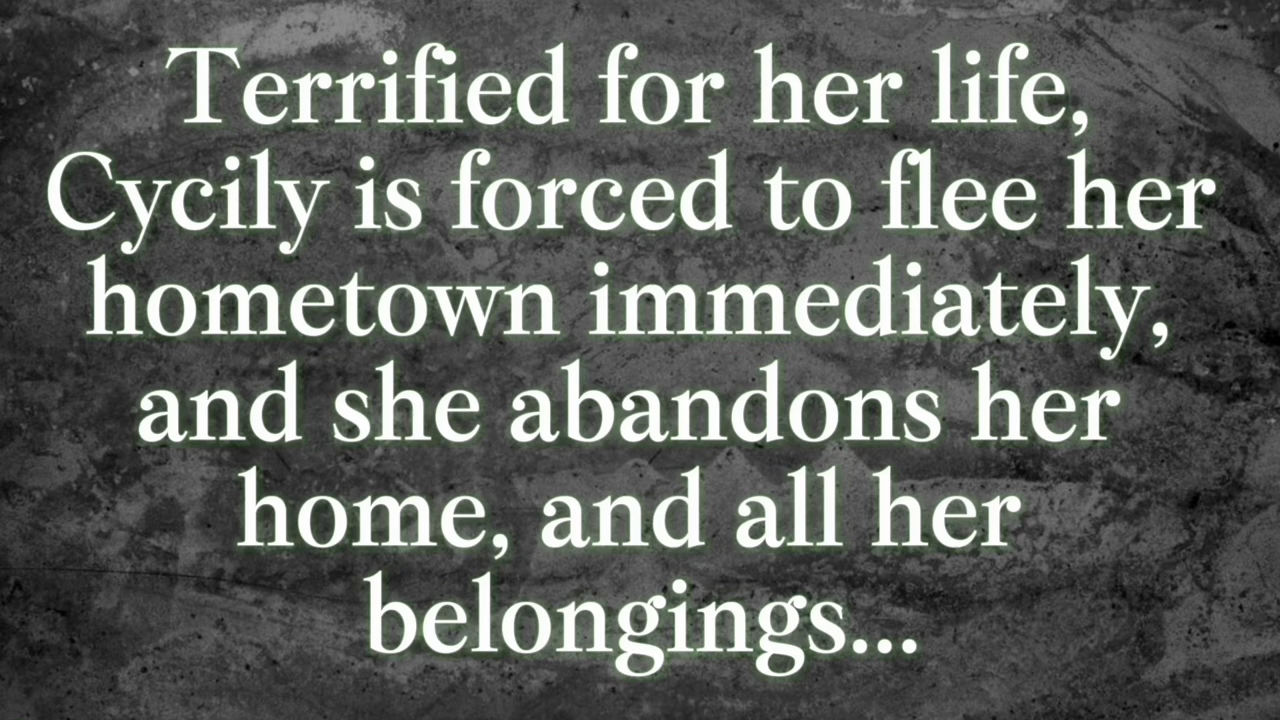 Terrified for her life,
Cycily is forced to flee her
hometown immediately,
and she abandons her
home, and all her
belongings...